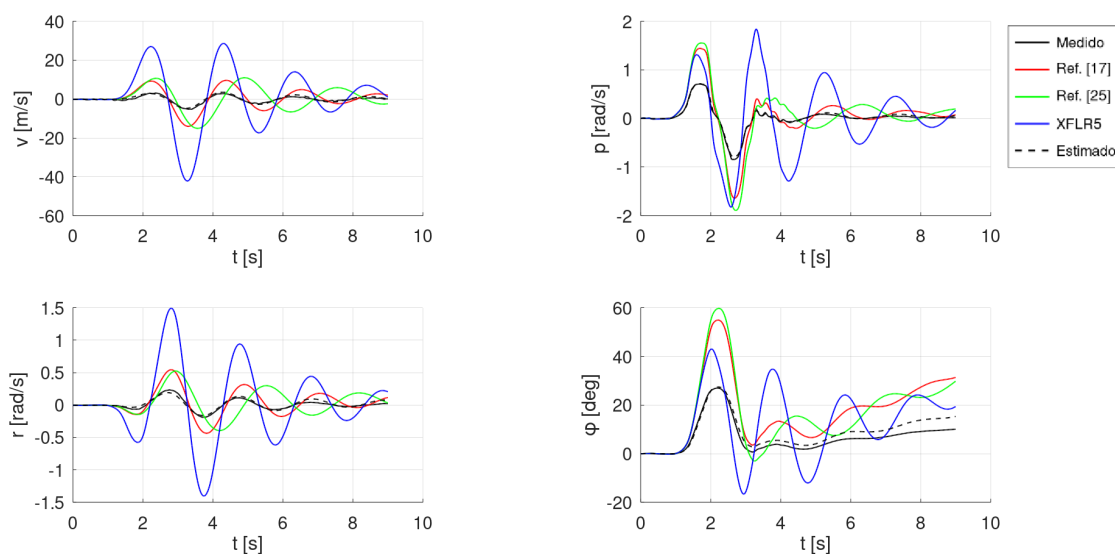 40
20
0
-20
-40
-60
v [m/s]
0 2 4 6 8 10
t [s]
2
1
0
-1
-2
p [rad/s]
0 2 4 6 8 10
t [s]
Medido
Ref. [17]
Ref. [25]
XFLR5
Estimado
1.5
1
0.5
0
-0.5
-1
-1.5
r [rad/s]
0 2 4 6 8 10
t [s]
60
40
20
0
-20
φ [deg]
0 2 4 6 8 10
t [s]